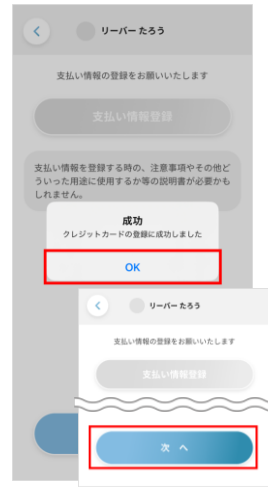 リーバー たろう
支払い情報の登録をお願いいたします
支払い情報登録
支払い情報を登録する時の、注意事項やその他ど
ういった用途に使用するか等の説明書が必要かも
しれません。
成功
クレジットカードの登録に成功しました
OK
リーバー たろう
支払い情報の登録をお願いいたします
支払い情報登録
次 へ